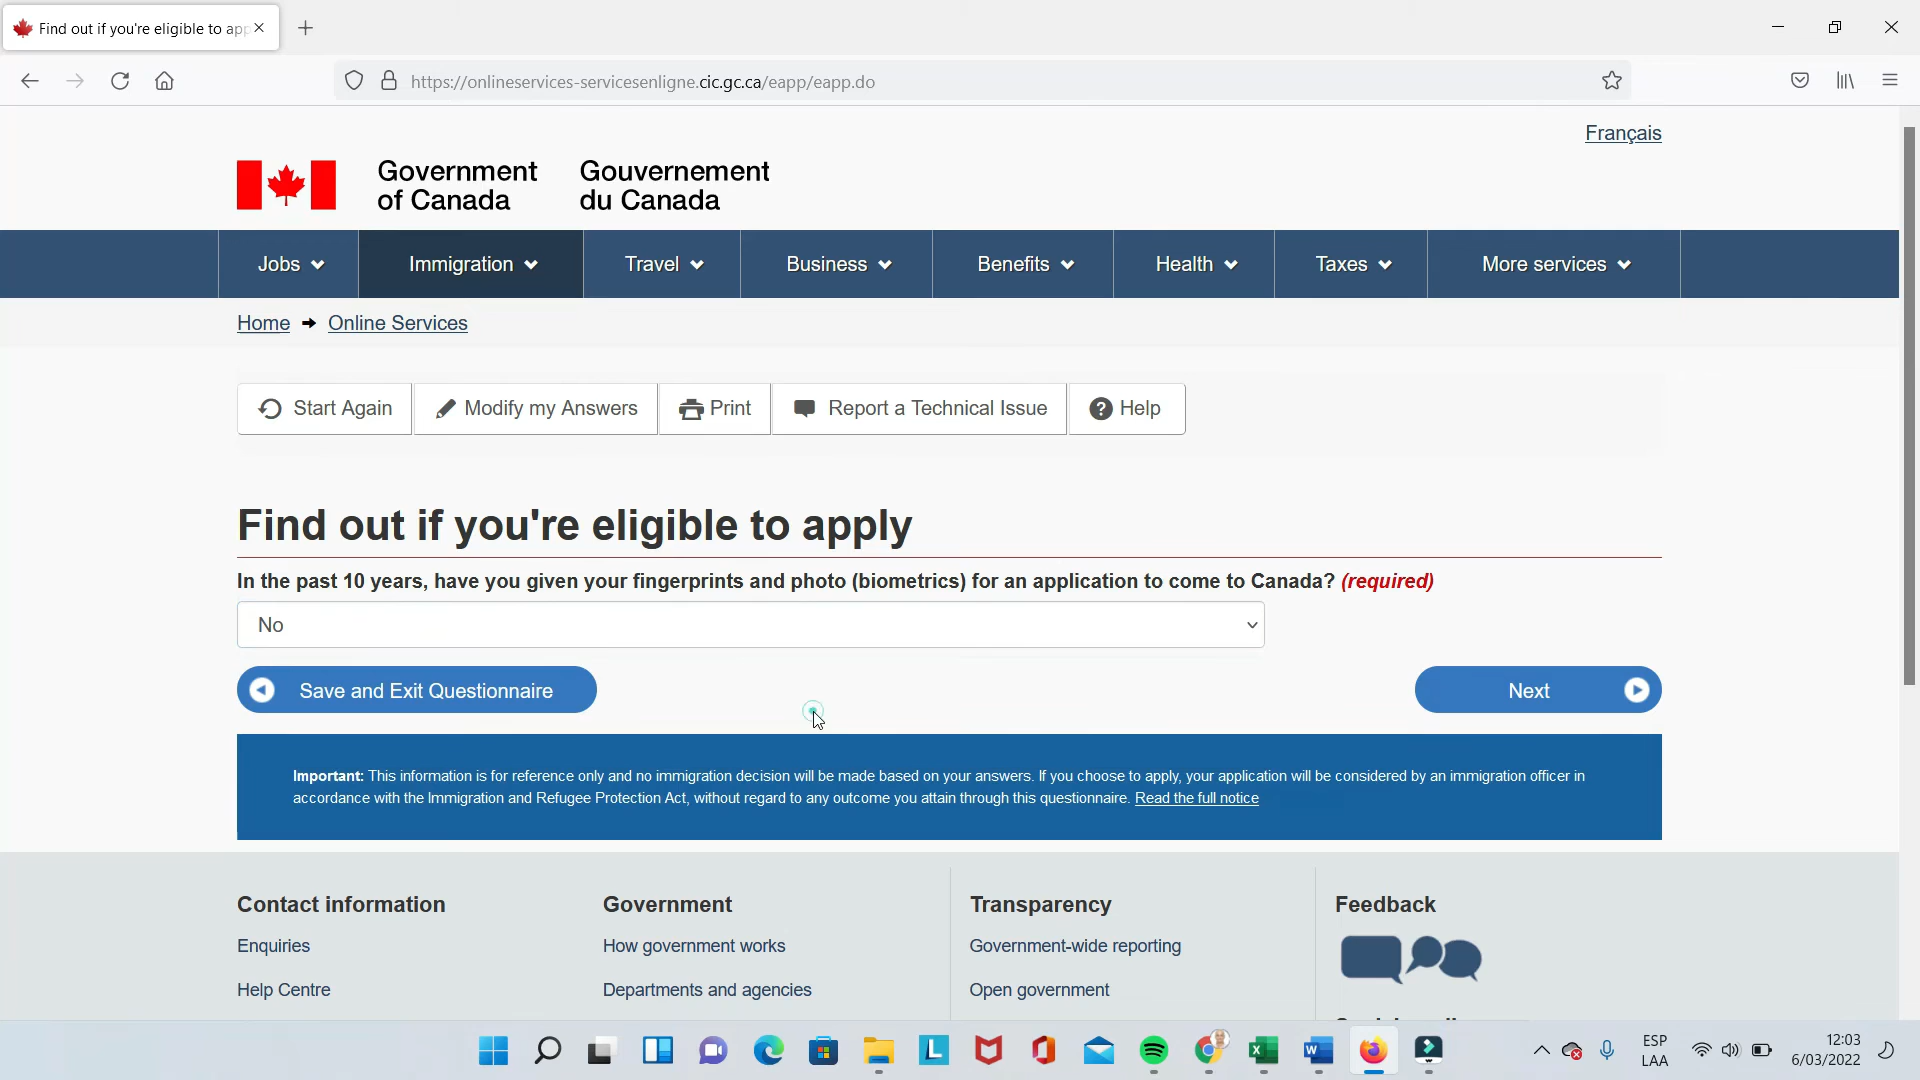 Find out if you're eligible to app
https://onlineservices-servicesenligne.cic.gc.ca/eapp/eapp.do
Français
Government of Canada
Gouvernement du Canada
Jobs
Immigration
Travel
Business
Benefits
Health
Taxes
More services
Home
Online Services
Start Again
Modify my Answers
Print
Report a Technical Issue
? Help
Find out if you're eligible to apply
In the past 10 years, have you given your fingerprints and photo (biometrics) for an application to come to Canada? (required)
No
Save and Exit Questionnaire
Next
Important: This information is for reference only and no immigration decision will be made based on your answers. If you choose to apply, your application will be considered by an immigration officer in
accordance with the Immigration and Refugee Protection Act, without regard to any outcome you attain through this questionnaire. Read the full notice
Contact information
Enquiries
Help Centre
Government
How government works
Departments and agencies
Transparency
Government-wide reporting
Open government
Feedback
L
X
W
ESP
LAA
12:03
6/03/2022